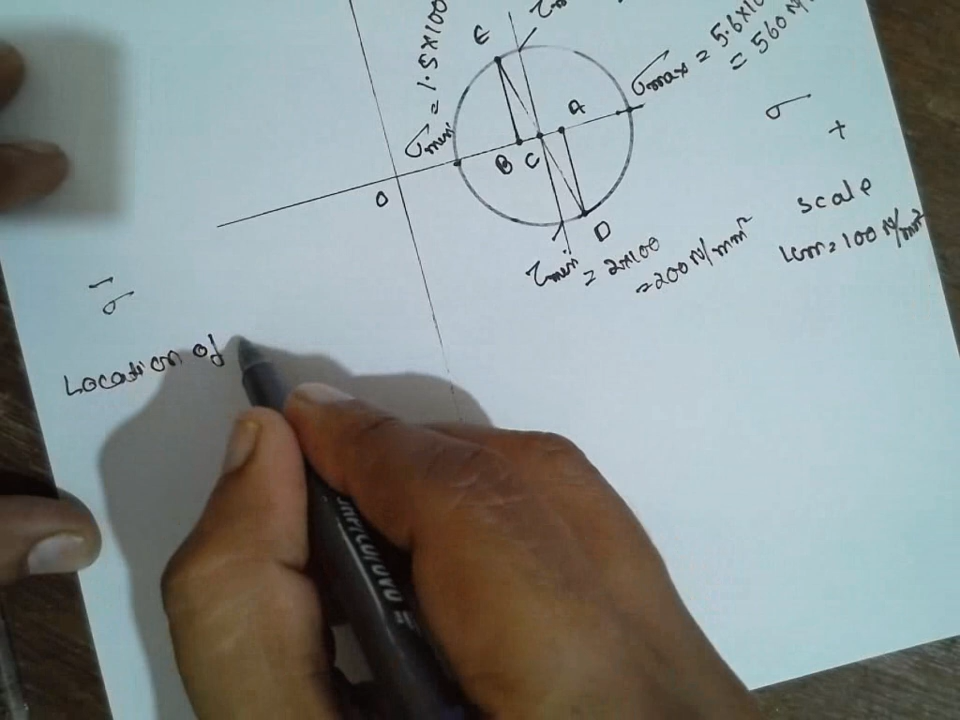 σmin = 1.5×100
E
σmax = 5.6×10
= 560 N/
a
σ
+
B C
O
D
τmin = 2×100
= 200 N/mm²
scale
1cm = 100 N/mm²
-
σ
Location of